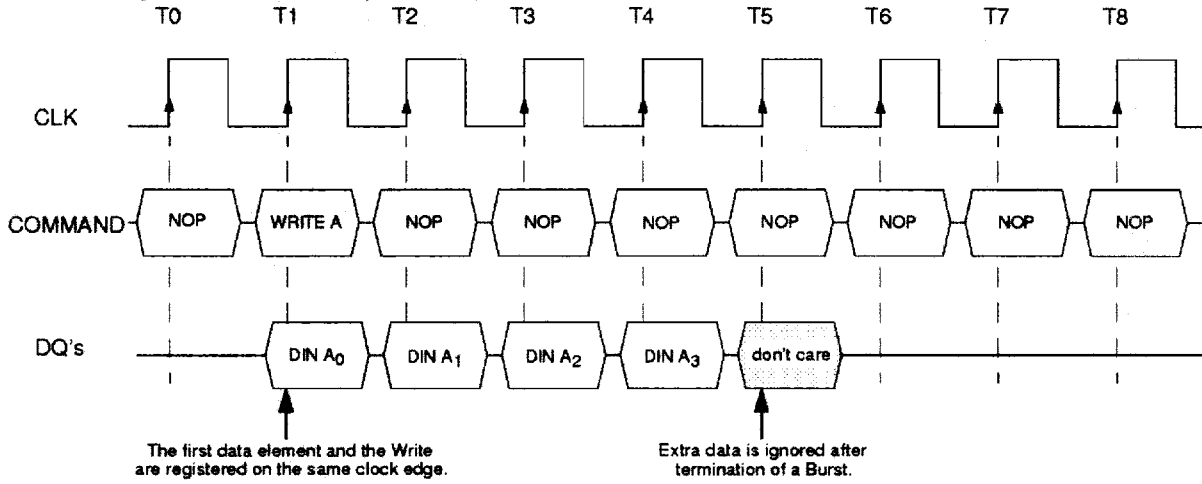 T0 T1 T2 T3 T4 T5 T6 T7 T8
CLK
COMMAND NOP WRITE A NOP NOP NOP NOP NOP NOP NOP
DQ's DIN A0 DIN A1 DIN A2 DIN A3 don't care
The first data element and the Write
are registered on the same clock edge.
Extra data is ignored after
termination of a Burst.